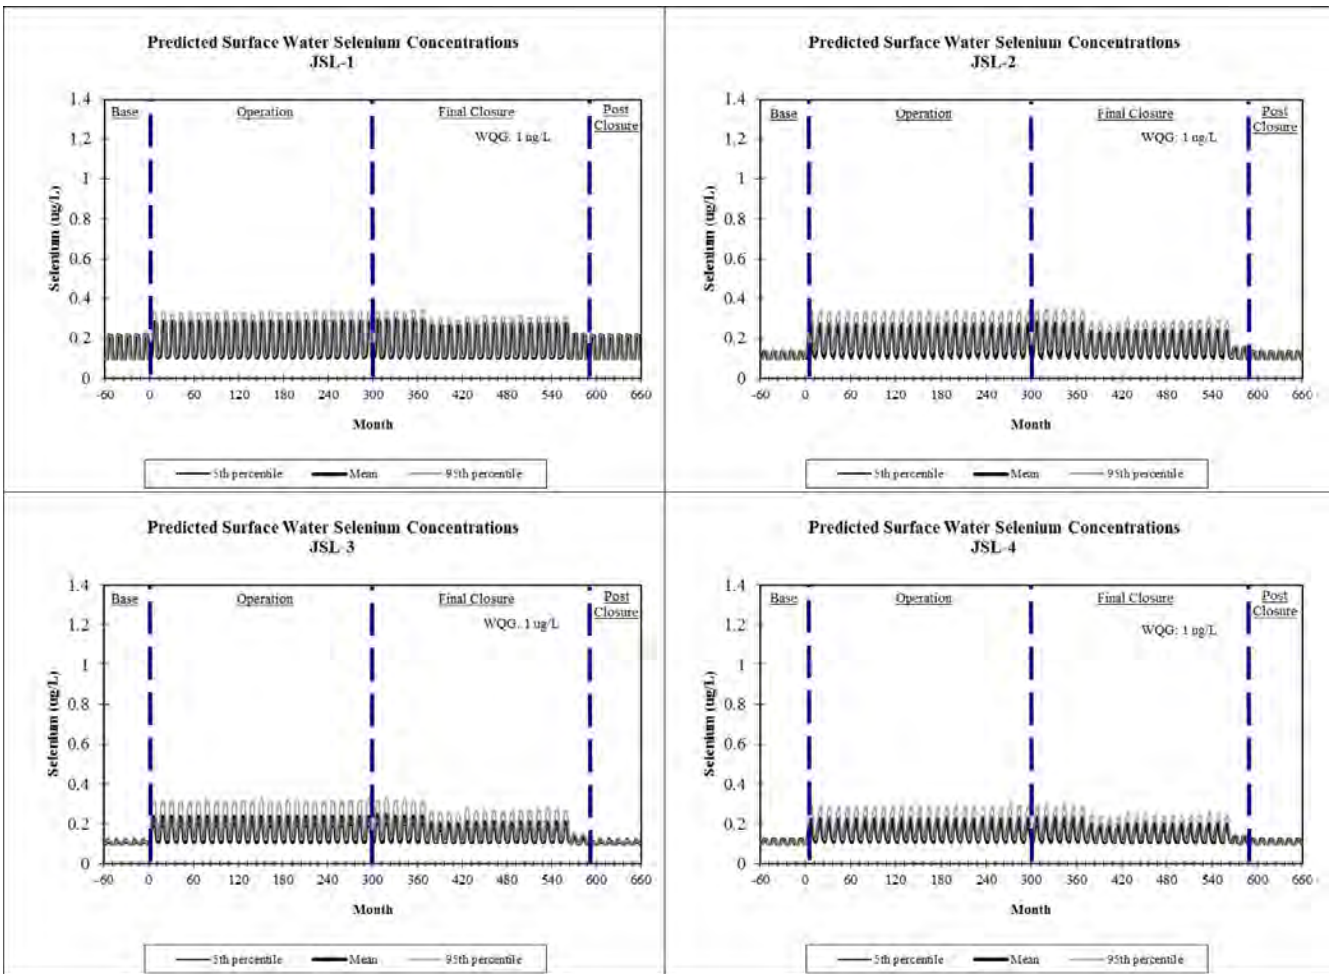 Predicted Surface Water Selenium Concentrations
JSL-1
1.4
1.2
1
0.8
0.6
0.4
0.2
0
Selenium (ug/L)
Base
Operation
Final Closure
Post
Closure
WQG: 1 ug/L
-60 0 60 120 180 240 300 360 420 480 540 600 660
Month
5th percentile Mean 95th percentile
Predicted Surface Water Selenium Concentrations
JSL-2
1.4
1.2
1
0.8
0.6
0.4
0.2
0
Selenium (ug/L)
Base
Operation
Final Closure
Post
Closure
WQG: 1 ug/L
-60 0 60 120 180 240 300 360 420 480 540 600 660
Month
5th percentile Mean 95th percentile
Predicted Surface Water Selenium Concentrations
JSL-3
1.4
1.2
1
0.8
0.6
0.4
0.2
0
Selenium (ug/L)
Base
Operation
Final Closure
Post
Closure
WQG: 1 ug/L
-60 0 60 120 180 240 300 360 420 480 540 600 660
Month
5th percentile Mean 95th percentile
Predicted Surface Water Selenium Concentrations
JSL-4
1.4
1.2
1
0.8
0.6
0.4
0.2
0
Selenium (ug/L)
Base
Operation
Final Closure
Post
Closure
WQG: 1 ug/L
-60 0 60 120 180 240 300 360 420 480 540 600 660
Month
5th percentile Mean 95th percentile